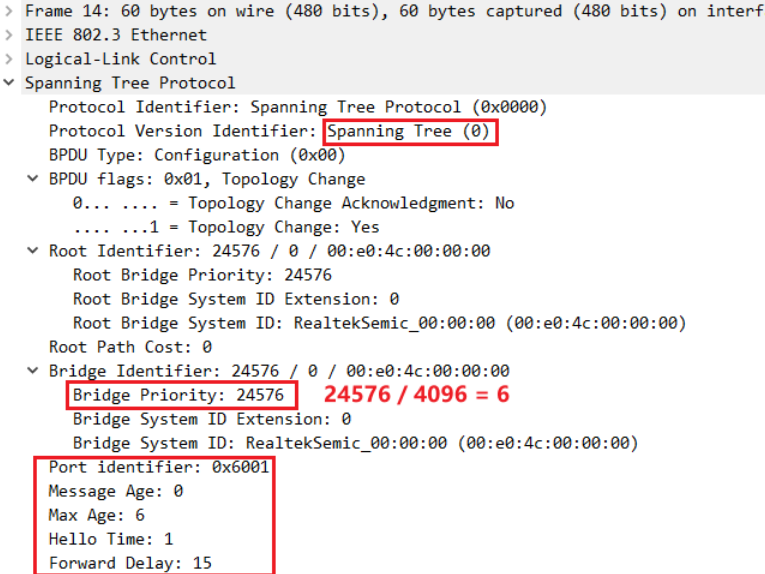 Frame 14: 60 bytes on wire (480 bits), 60 bytes captured (480 bits) on interf
IEEE 802.3 Ethernet
Logical-Link Control
Spanning Tree Protocol
Protocol Identifier: Spanning Tree Protocol (0x0000)
Protocol Version Identifier: Spanning Tree (0)
BPDU Type: Configuration (0x00)
BPDU flags: 0x01, Topology Change
0... .... = Topology Change Acknowledgment: No
.... ...1 = Topology Change: Yes
Root Identifier: 24576 / 0 / 00:e0:4c:00:00:00
Root Bridge Priority: 24576
Root Bridge System ID Extension: 0
Root Bridge System ID: RealtekSemic_00:00:00 (00:e0:4c:00:00:00)
Root Path Cost: 0
Bridge Identifier: 24576 / 0 / 00:e0:4c:00:00:00
Bridge Priority: 24576 24576 / 4096 = 6
Bridge System ID Extension: 0
Bridge System ID: RealtekSemic_00:00:00 (00:e0:4c:00:00:00)
Port identifier: 0x6001
Message Age: 0
Max Age: 6
Hello Time: 1
Forward Delay: 15